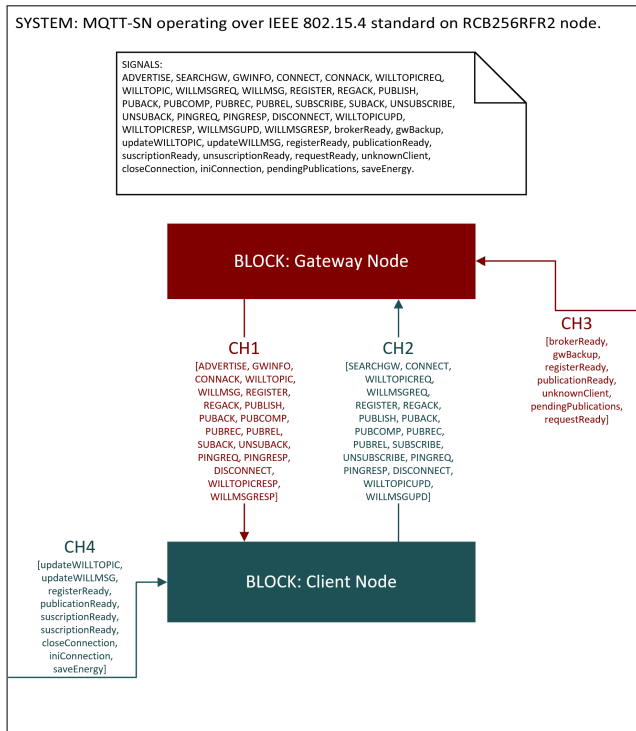 SYSTEM: MQTT-SN operating over IEEE 802.15.4 standard on RCB256RFR2 node.
SIGNALS:
ADVERTISE, SEARCHGW, GWINFO, CONNECT, CONNACK, WILLTOPICREQ,
WILLTOPIC, WILLMSGREQ, WILLMSG, REGISTER, REGACK, PUBLISH,
PUBACK, PUBCOMP, PUBREC, PUBREL, SUBSCRIBE, SUBACK, UNSUBSCRIBE,
UNSUBACK, PINGREQ, PINGRESP, DISCONNECT, WILLTOPICUPD,
WILLTOPICRESP, WILLMSGUPD, WILLMSGRESP, brokerReady, gwBackup,
updateWILLTOPIC, updateWILLMSG, registerReady, publicationReady,
suscriptionReady, unsuscriptionReady, requestReady, unknownClient,
closeConnection, iniConnection, pendingPublications, saveEnergy.
BLOCK: Gateway Node
CH3
[brokerReady,
gwBackup,
registerReady,
publicationReady,
unknownClient,
pendingPublications,
requestReady]
CH1
[ADVERTISE, GWINFO,
CONNACK, WILLTOPIC,
WILLMSG, REGISTER,
REGACK, PUBLISH,
PUBACK, PUBCOMP,
PUBREC, PUBREL,
SUBACK, UNSUBACK,
PINGREQ, PINGRESP,
DISCONNECT,
WILLTOPICRESP,
WILLMSGRESP]
CH2
[SEARCHGW, CONNECT,
WILLTOPICREQ,
WILLMSGREQ,
REGISTER, REGACK,
PUBLISH, PUBACK,
PUBCOMP, PUBREC,
PUBREL, SUBSCRIBE,
UNSUBSCRIBE, PINGREQ,
PINGRESP, DISCONNECT,
WILLTOPICUPD,
WILLMSGUPD]
CH4
[updateWILLTOPIC,
updateWILLMSG,
registerReady,
publicationReady,
suscriptionReady,
suscriptionReady,
closeConnection,
iniConnection,
saveEnergy]
BLOCK: Client Node